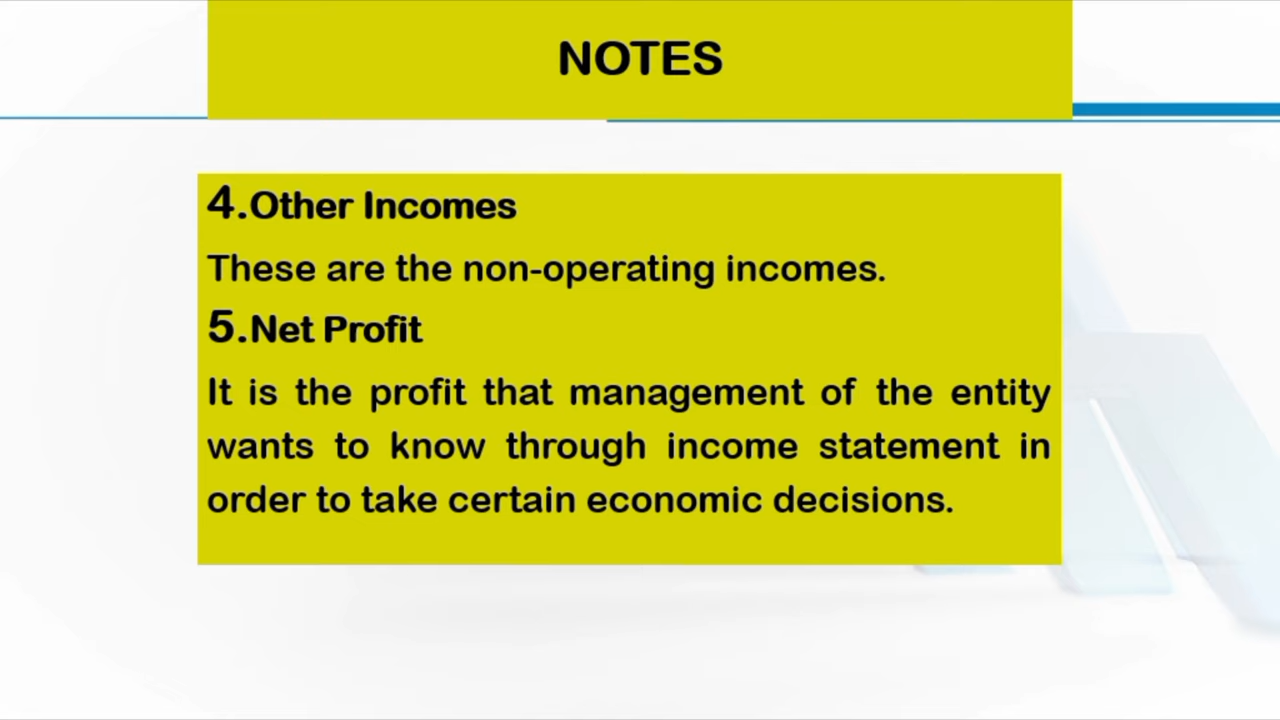 NOTES
4.Other Incomes
These are the non-operating incomes.
5.Net Profit
It is the profit that management of the entity
wants to know through income statement in
order to take certain economic decisions.